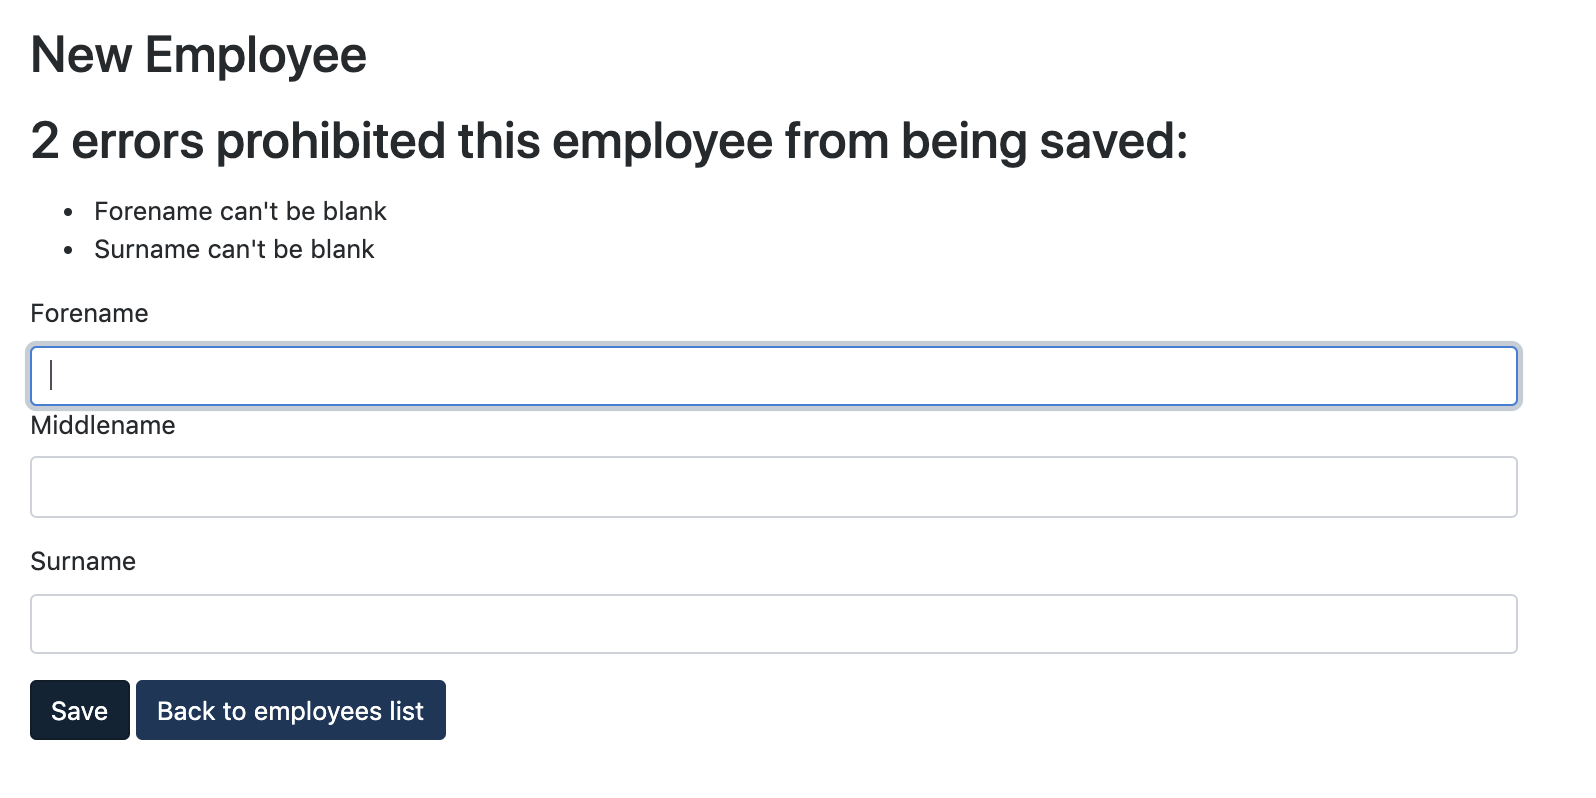 New Employee
2 errors prohibited this employee from being saved:
Forename can't be blank
Surname can't be blank
Forename
Middlename
Surname
Save
Back to employees list